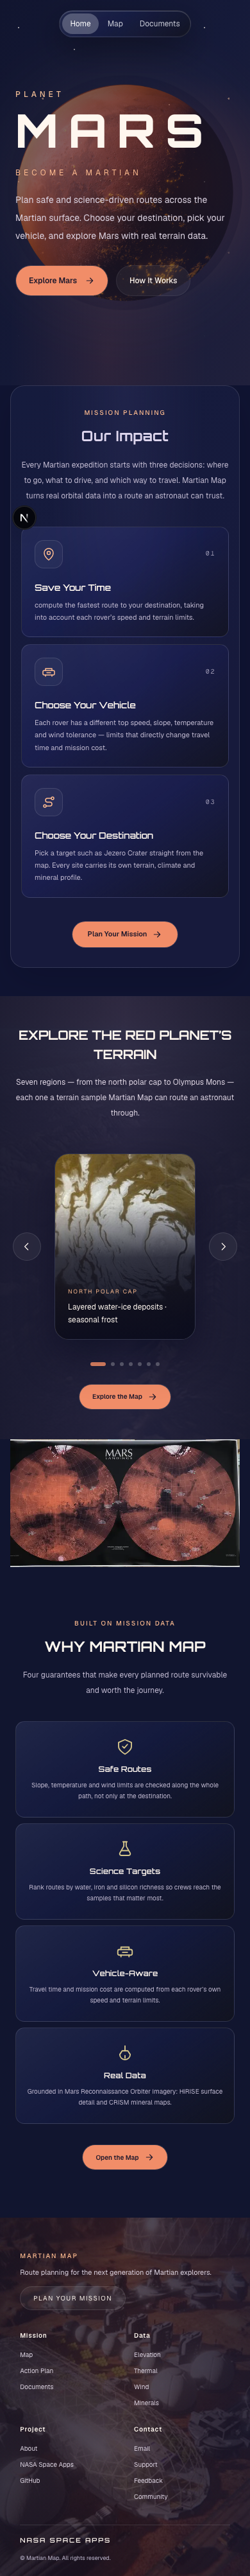 Home Map Documents
PLANET
MARS
BECOME A MARTIAN
Plan safe and science-driven routes across the
Martian surface. Choose your destination, pick your
vehicle, and explore Mars with real terrain data.
Explore Mars →
How It Works
MISSION PLANNING
Our Impact
Every Martian expedition starts with three decisions: where
to go, what to drive, and which way to travel. Martian Map
turns real orbital data into a route an astronaut can trust.
N
01
Save Your Time
compute the fastest route to your destination, taking
into account each rover's speed and terrain limits.
02
Choose Your Vehicle
Each rover has a different top speed, slope, temperature
and wind tolerance — limits that directly change travel
time and mission cost.
03
Choose Your Destination
Pick a target such as Jezero Crater straight from the
map. Every site carries its own terrain, climate and
mineral profile.
Plan Your Mission →
EXPLORE THE RED PLANET'S
TERRAIN
Seven regions — from the north polar cap to Olympus Mons —
each one a terrain sample Martian Map can route an astronaut
through.
NORTH POLAR CAP
Layered water-ice deposits ·
seasonal frost
Explore the Map →
MARS
LANDINGS
BUILT ON MISSION DATA
WHY MARTIAN MAP
Four guarantees that make every planned route survivable
and worth the journey.
Safe Routes
Slope, temperature and wind limits are checked along the whole
path, not only at the destination.
Science Targets
Rank routes by water, iron and silicon richness so crews reach the
samples that matter most.
Vehicle-Aware
Travel time and mission cost are computed from each rover's own
speed and terrain limits.
Real Data
Grounded in Mars Reconnaissance Orbiter imagery: HiRISE surface
detail and CRISM mineral maps.
Open the Map →
MARTIAN MAP
Route planning for the next generation of Martian explorers.
PLAN YOUR MISSION
Mission
Map
Action Plan
Documents
Data
Elevation
Thermal
Wind
Minerals
Project
About
NASA Space Apps
GitHub
Contact
Email
Support
Feedback
Community
NASA SPACE APPS
© Martian Map. All rights reserved.